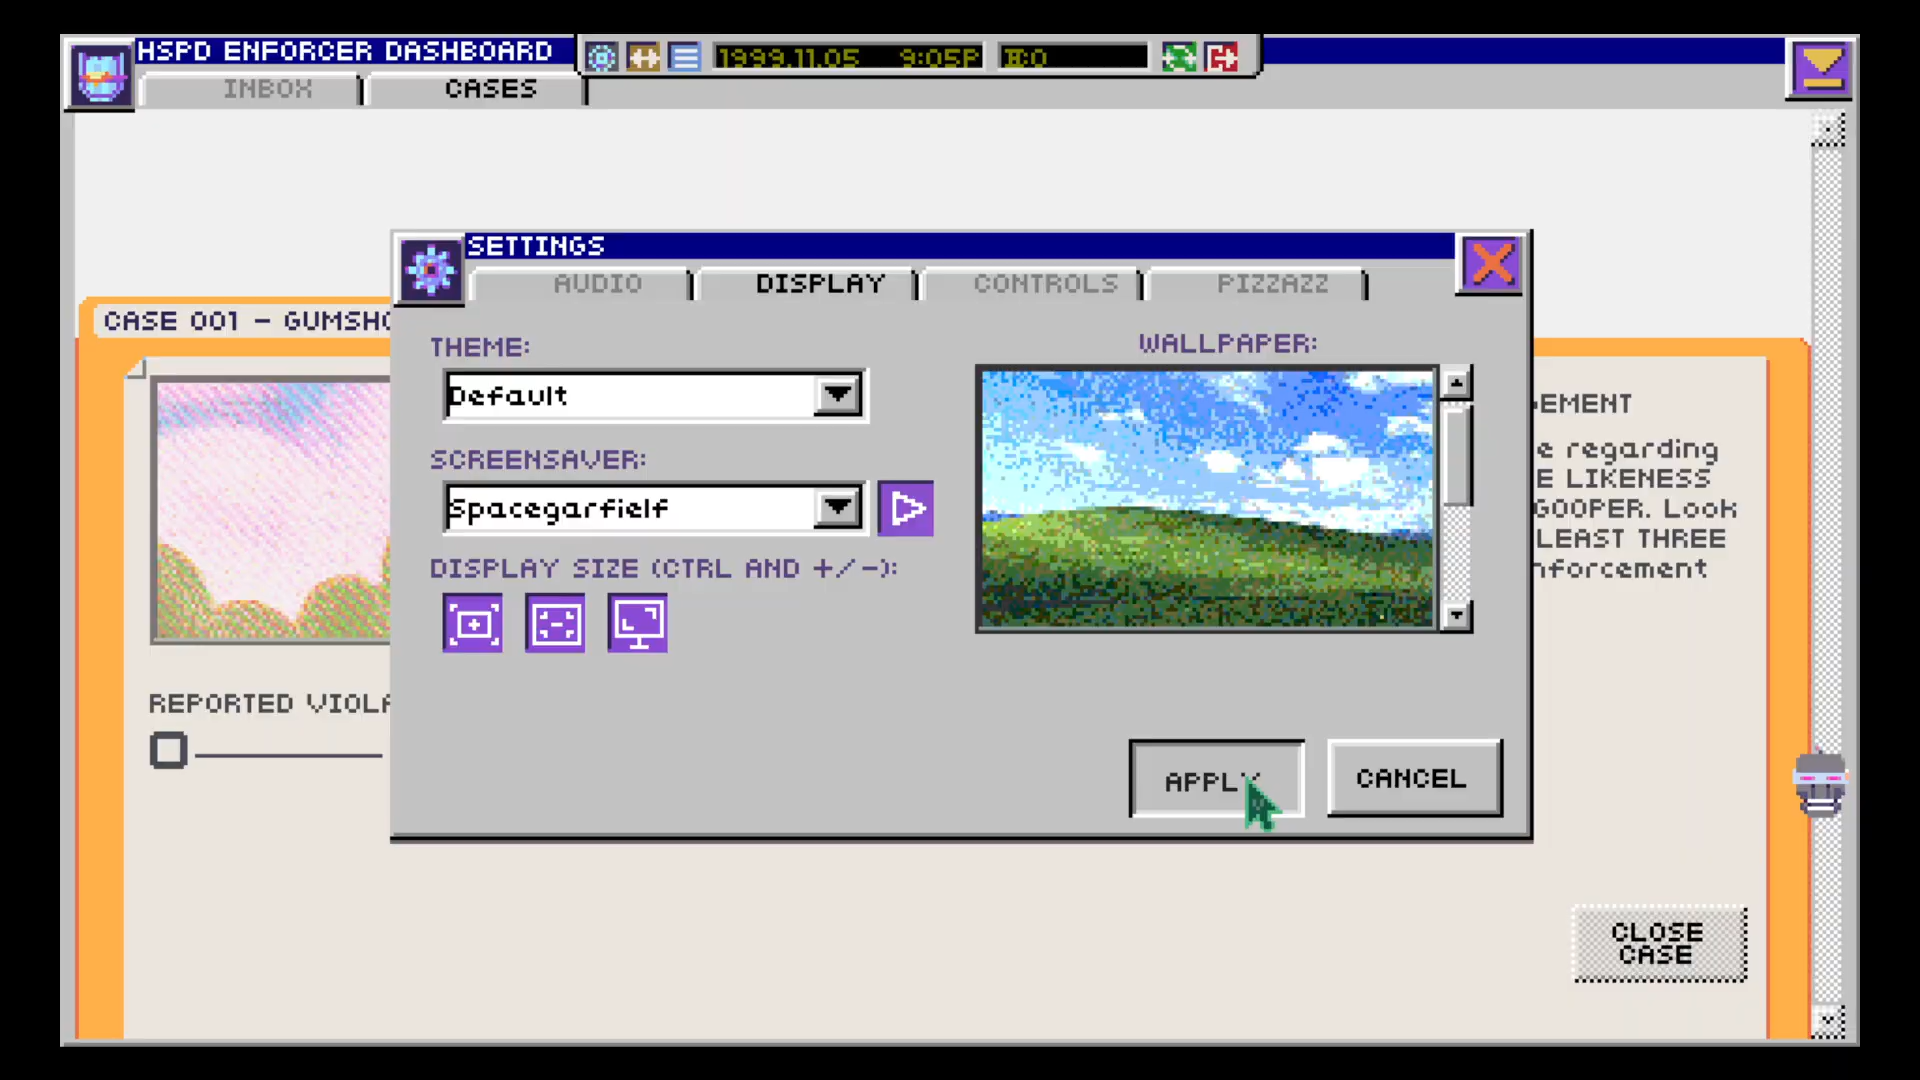 HSPD ENFORCER DASHBOARD
1999.11.05 9:05P
0
INBOX
CASES
SETTINGS
AUDIO
DISPLAY
CONTROLS
PIZZAZZ
CASE 001 - GUMSHO
THEME:
Default
SCREENSAVER:
Spacegarfielf
DISPLAY SIZE (CTRL AND +/-):
WALLPAPER:
EMENT
e regarding
E LIKENESS
GOOPER. Look
LEAST THREE
nforcement
REPORTED VIOLA
APPLY
CANCEL
CLOSE
CASE